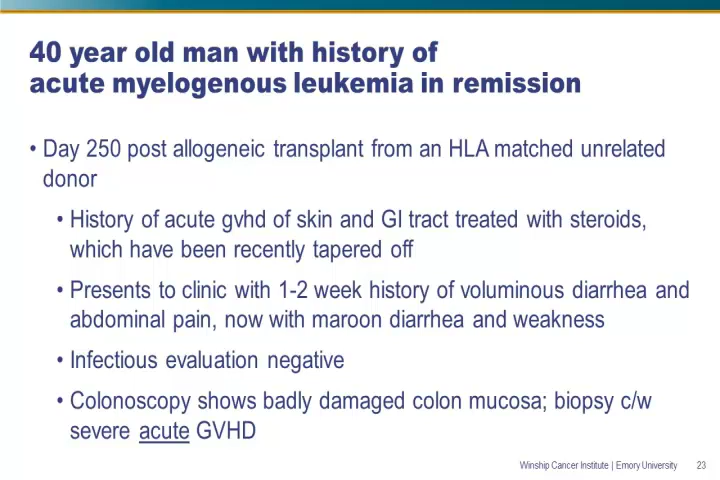 40 year old man with history of
acute myelogenous leukemia in remission
• Day 250 post allogeneic transplant from an HLA matched unrelated
donor
• History of acute gvhd of skin and GI tract treated with steroids,
which have been recently tapered off
• Presents to clinic with 1-2 week history of voluminous diarrhea and
abdominal pain, now with maroon diarrhea and weakness
• Infectious evaluation negative
• Colonoscopy shows badly damaged colon mucosa; biopsy c/w
severe acute GVHD
Winship Cancer Institute | Emory University 23